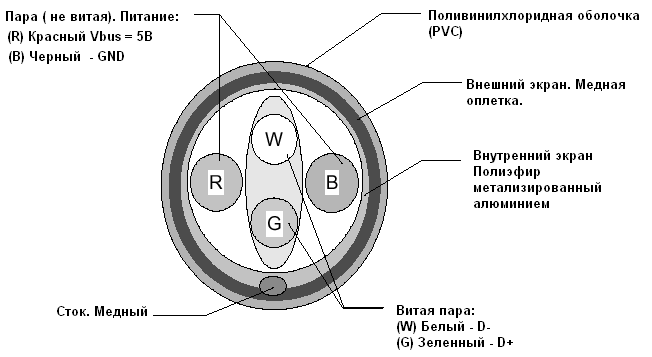 Пара ( не витая). Питание:
(R) Красный Vbus = 5В
(B) Черный - GND
Поливинилхлоридная оболочка
(PVC)
Внешний экран. Медная
оплетка.
Внутренний экран
Полиэфир
метализированный
алюминием
W
R
B
G
Сток. Медный
Витая пара:
(W) Белый - D-
(G) Зеленный - D+